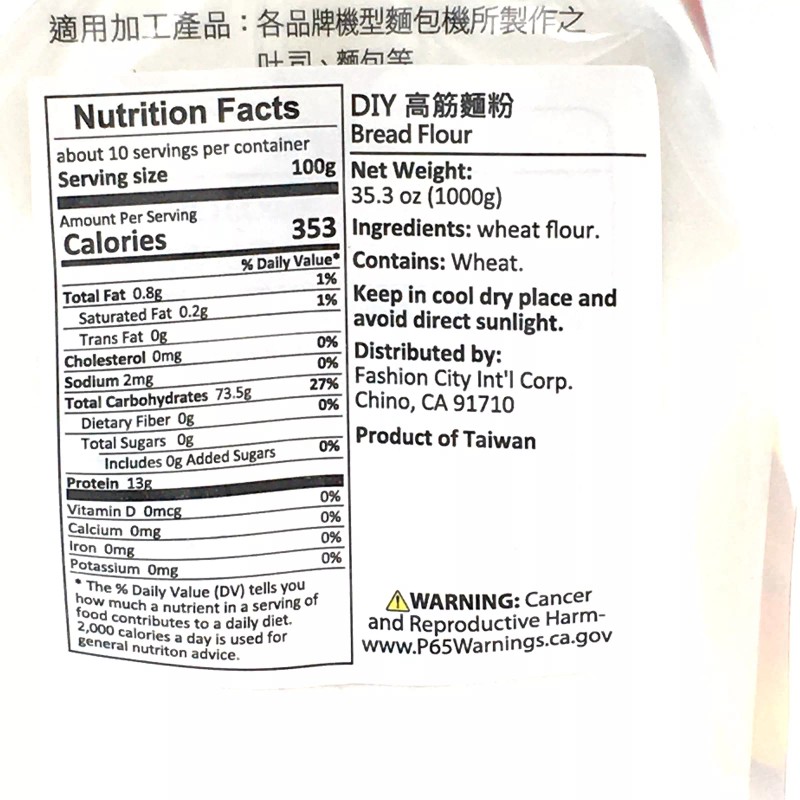 適用加工產品：各品牌機型麵包機所製作之
吐司、麵包等
Nutrition Facts
about 10 servings per container
Serving size 100g
Amount Per Serving
Calories 353
% Daily Value*
Total Fat 0.8g 1%
Saturated Fat 0.2g 1%
Trans Fat 0g
Cholesterol 0mg 0%
Sodium 2mg 0%
Total Carbohydrates 73.5g 27%
Dietary Fiber 0g 0%
Total Sugars 0g
Includes 0g Added Sugars 0%
Protein 13g
Vitamin D 0mcg 0%
Calcium 0mg 0%
Iron 0mg 0%
Potassium 0mg 0%
* The % Daily Value (DV) tells you
how much a nutrient in a serving of
food contributes to a daily diet.
2,000 calories a day is used for
general nutriton advice.
DIY 高筋麵粉
Bread Flour
Net Weight:
35.3 oz (1000g)
Ingredients: wheat flour.
Contains: Wheat.
Keep in cool dry place and
avoid direct sunlight.
Distributed by:
Fashion City Int'l Corp.
Chino, CA 91710
Product of Taiwan
WARNING: Cancer
and Reproductive Harm-
www.P65Warnings.ca.gov